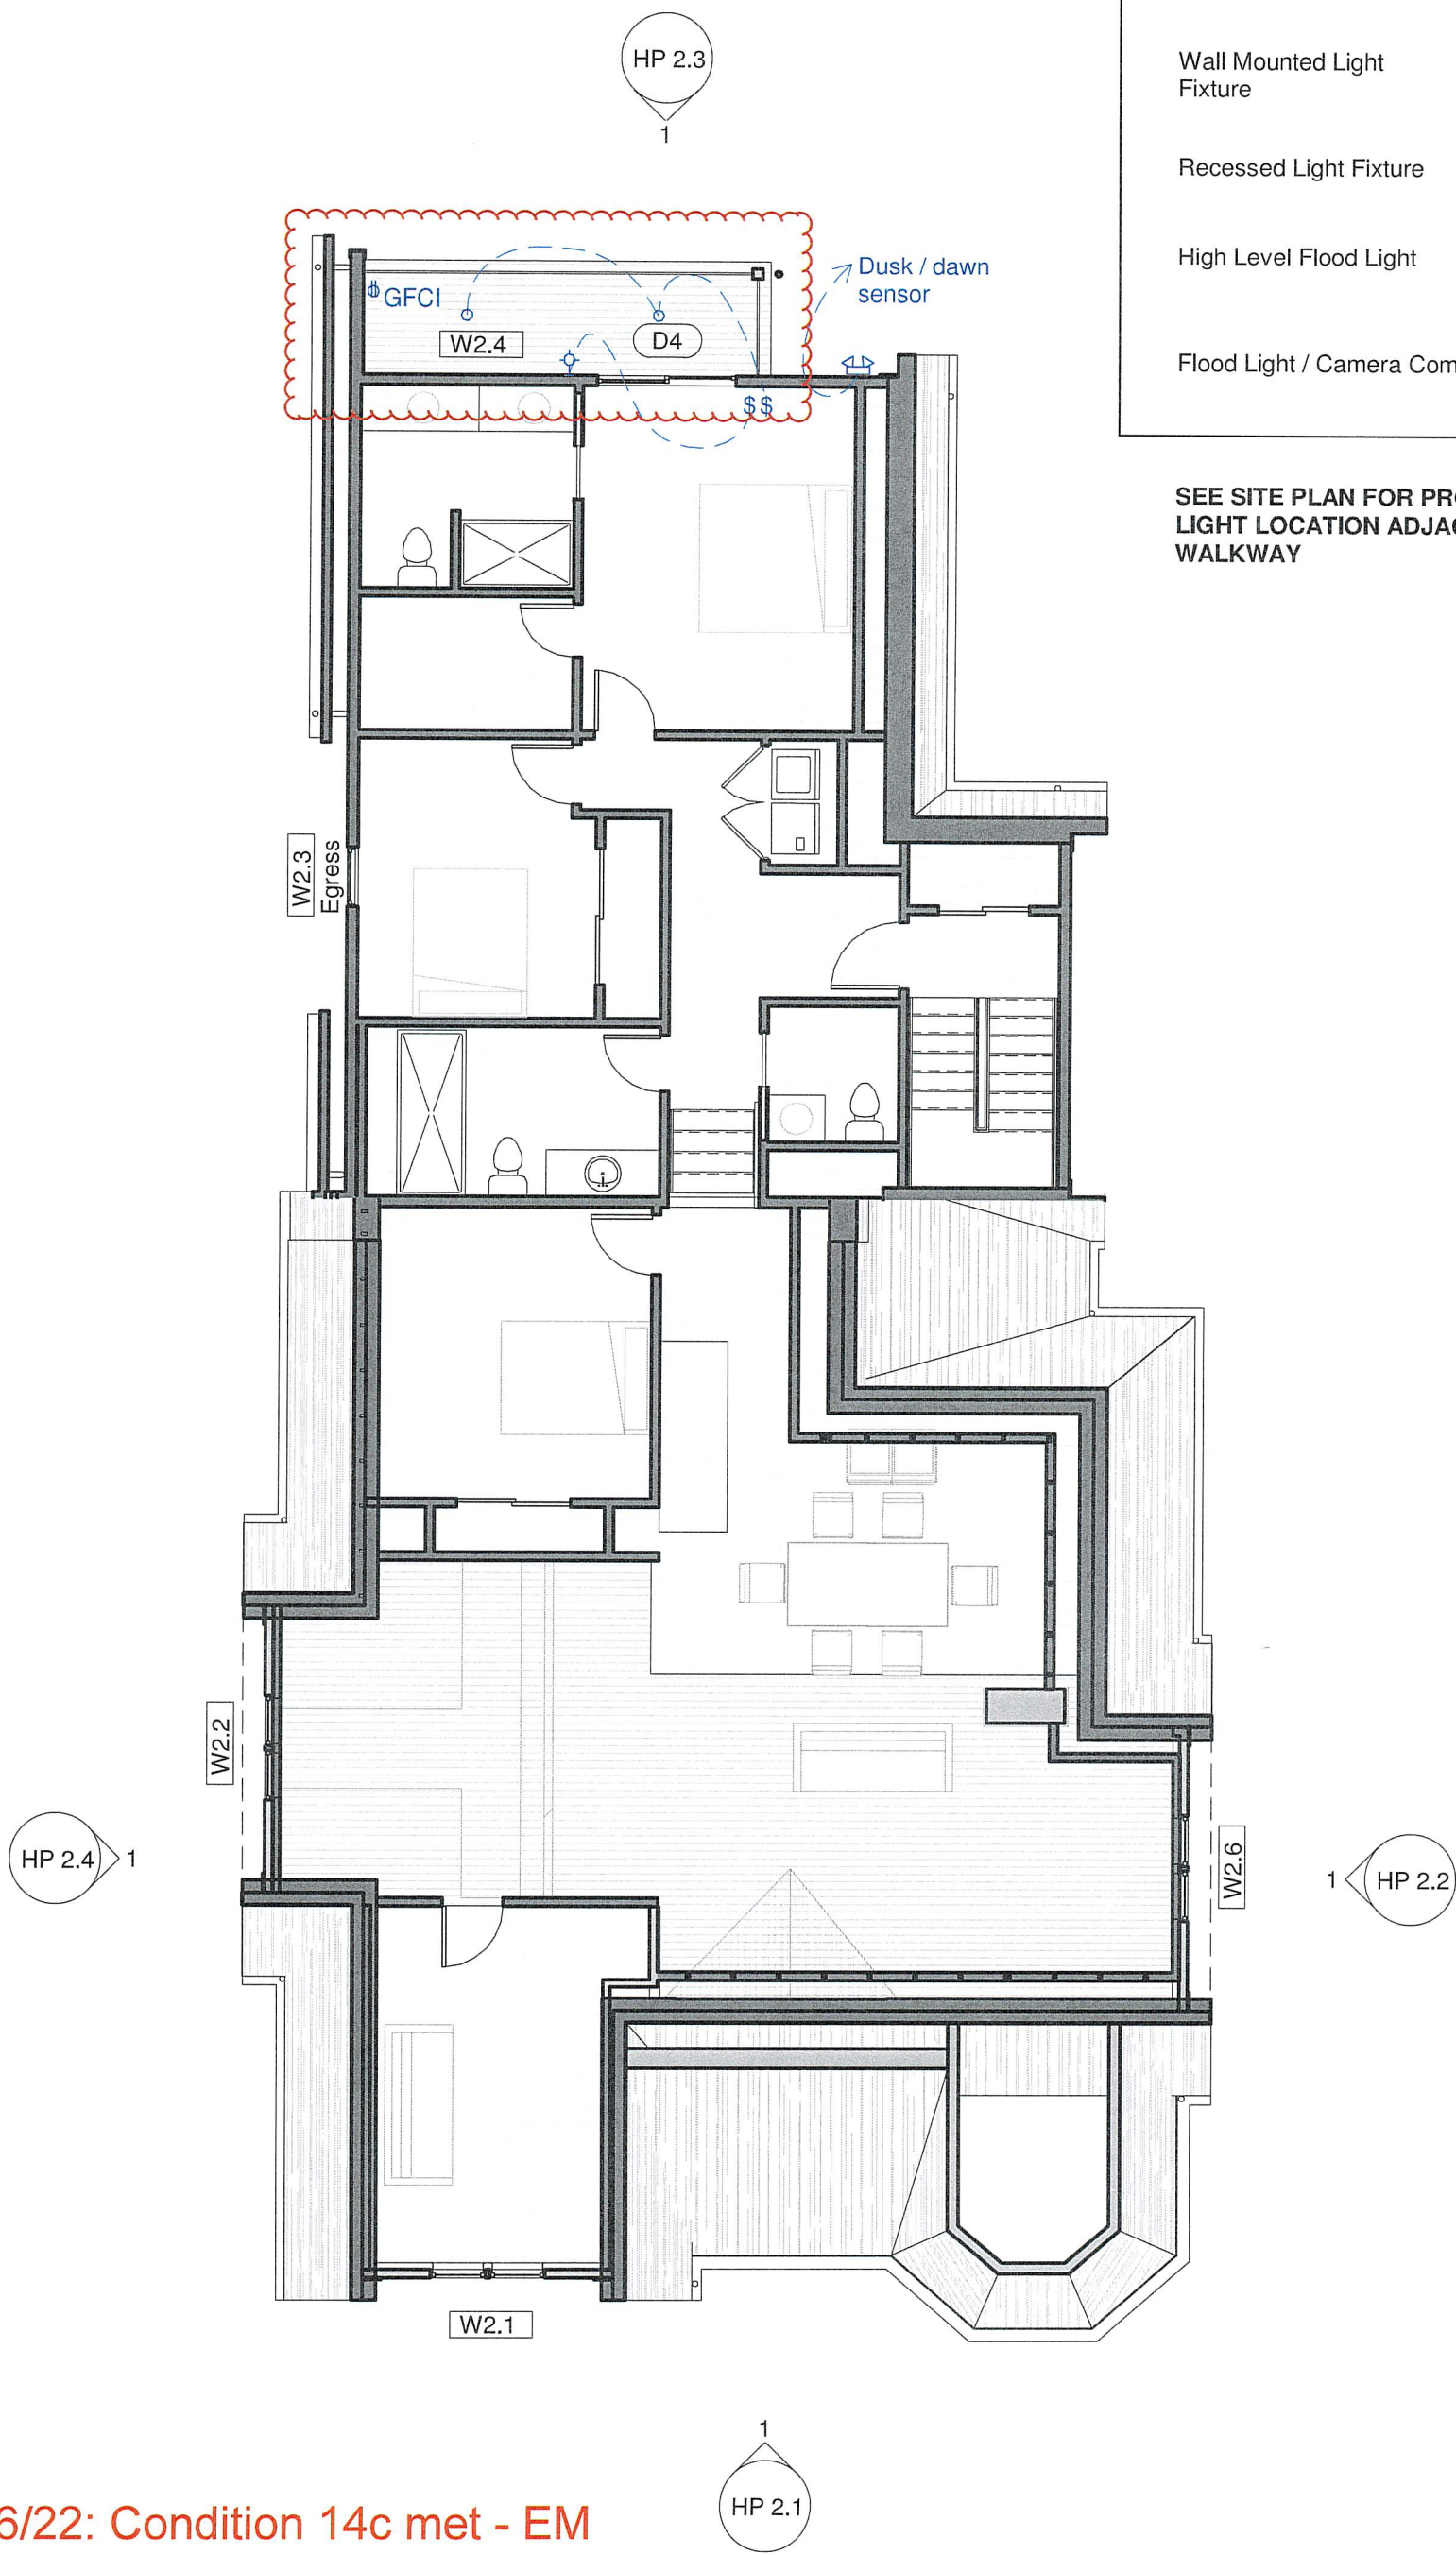 HP 2.3
1
Wall Mounted Light
Fixture
Recessed Light Fixture
High Level Flood Light
Flood Light / Camera Com
SEE SITE PLAN FOR PRO
LIGHT LOCATION ADJAC
WALKWAY
Dusk / dawn
sensor
GFCI
W2.4
D4
$$
W2.3
Egress
W2.2
HP 2.4
1
W2.6
1
HP 2.2
W2.1
1
HP 2.1
6/22: Condition 14c met - EM